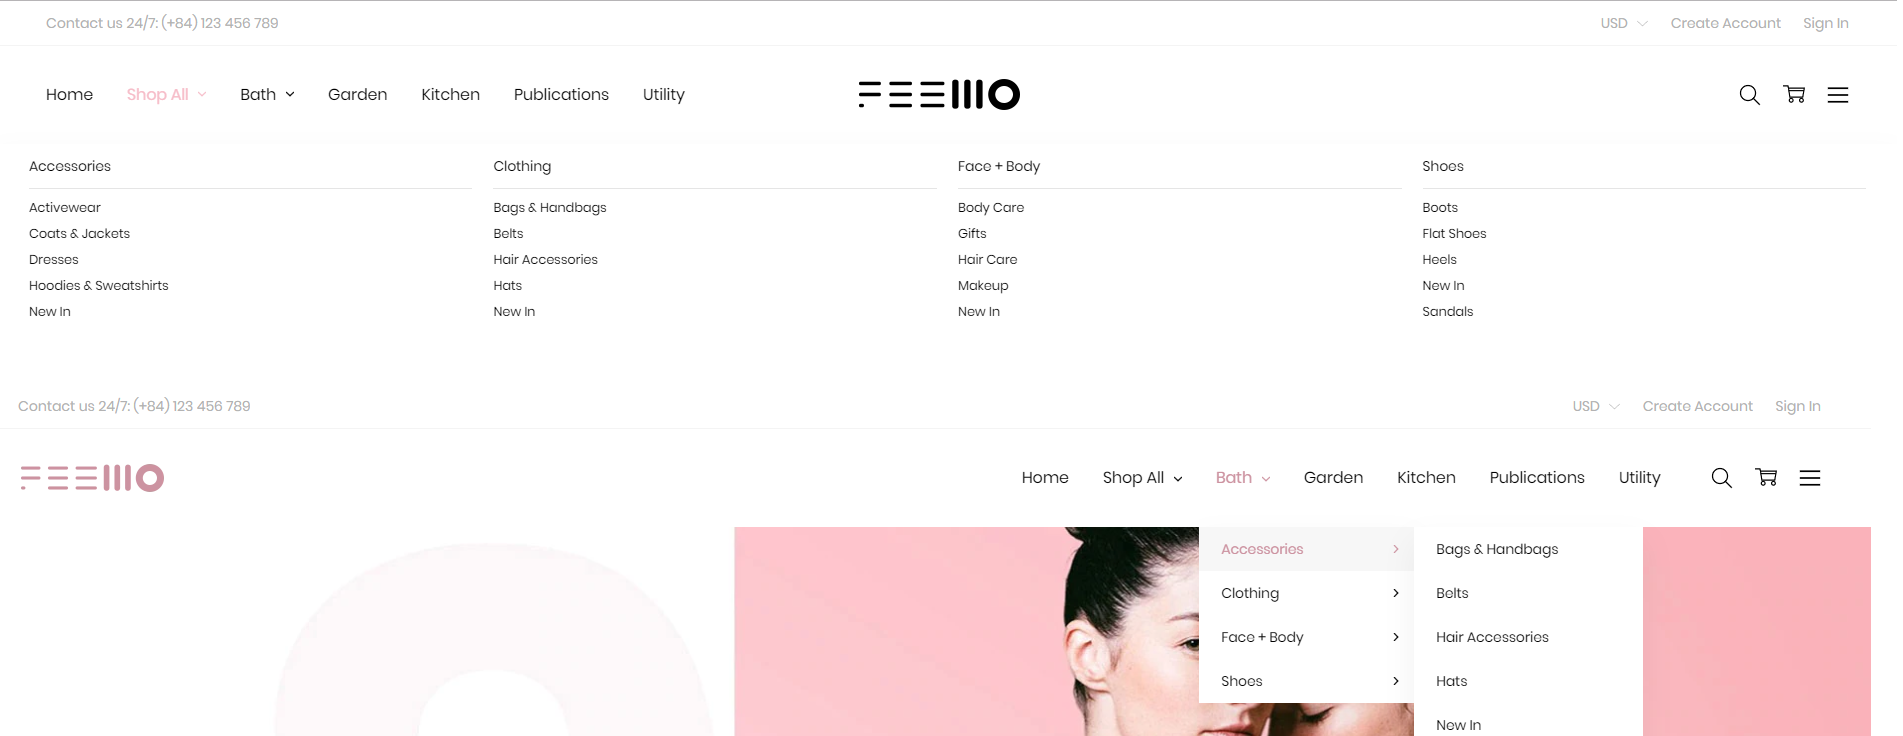 Contact us 24/7: (+84) 123 456 789 USD Create Account Sign In
Home Shop All Bath Garden Kitchen Publications Utility FEEMO
Accessories Clothing Face + Body Shoes
Activewear Bags & Handbags Body Care Boots
Coats & Jackets Belts Gifts Flat Shoes
Dresses Hair Accessories Hair Care Heels
Hoodies & Sweatshirts Hats Makeup New In
New In New In New In Sandals
Contact us 24/7: (+84) 123 456 789 USD Create Account Sign In
FEEMO Home Shop All Bath Garden Kitchen Publications Utility
Accessories Bags & Handbags
Clothing Belts
Face + Body Hair Accessories
Shoes Hats
New In